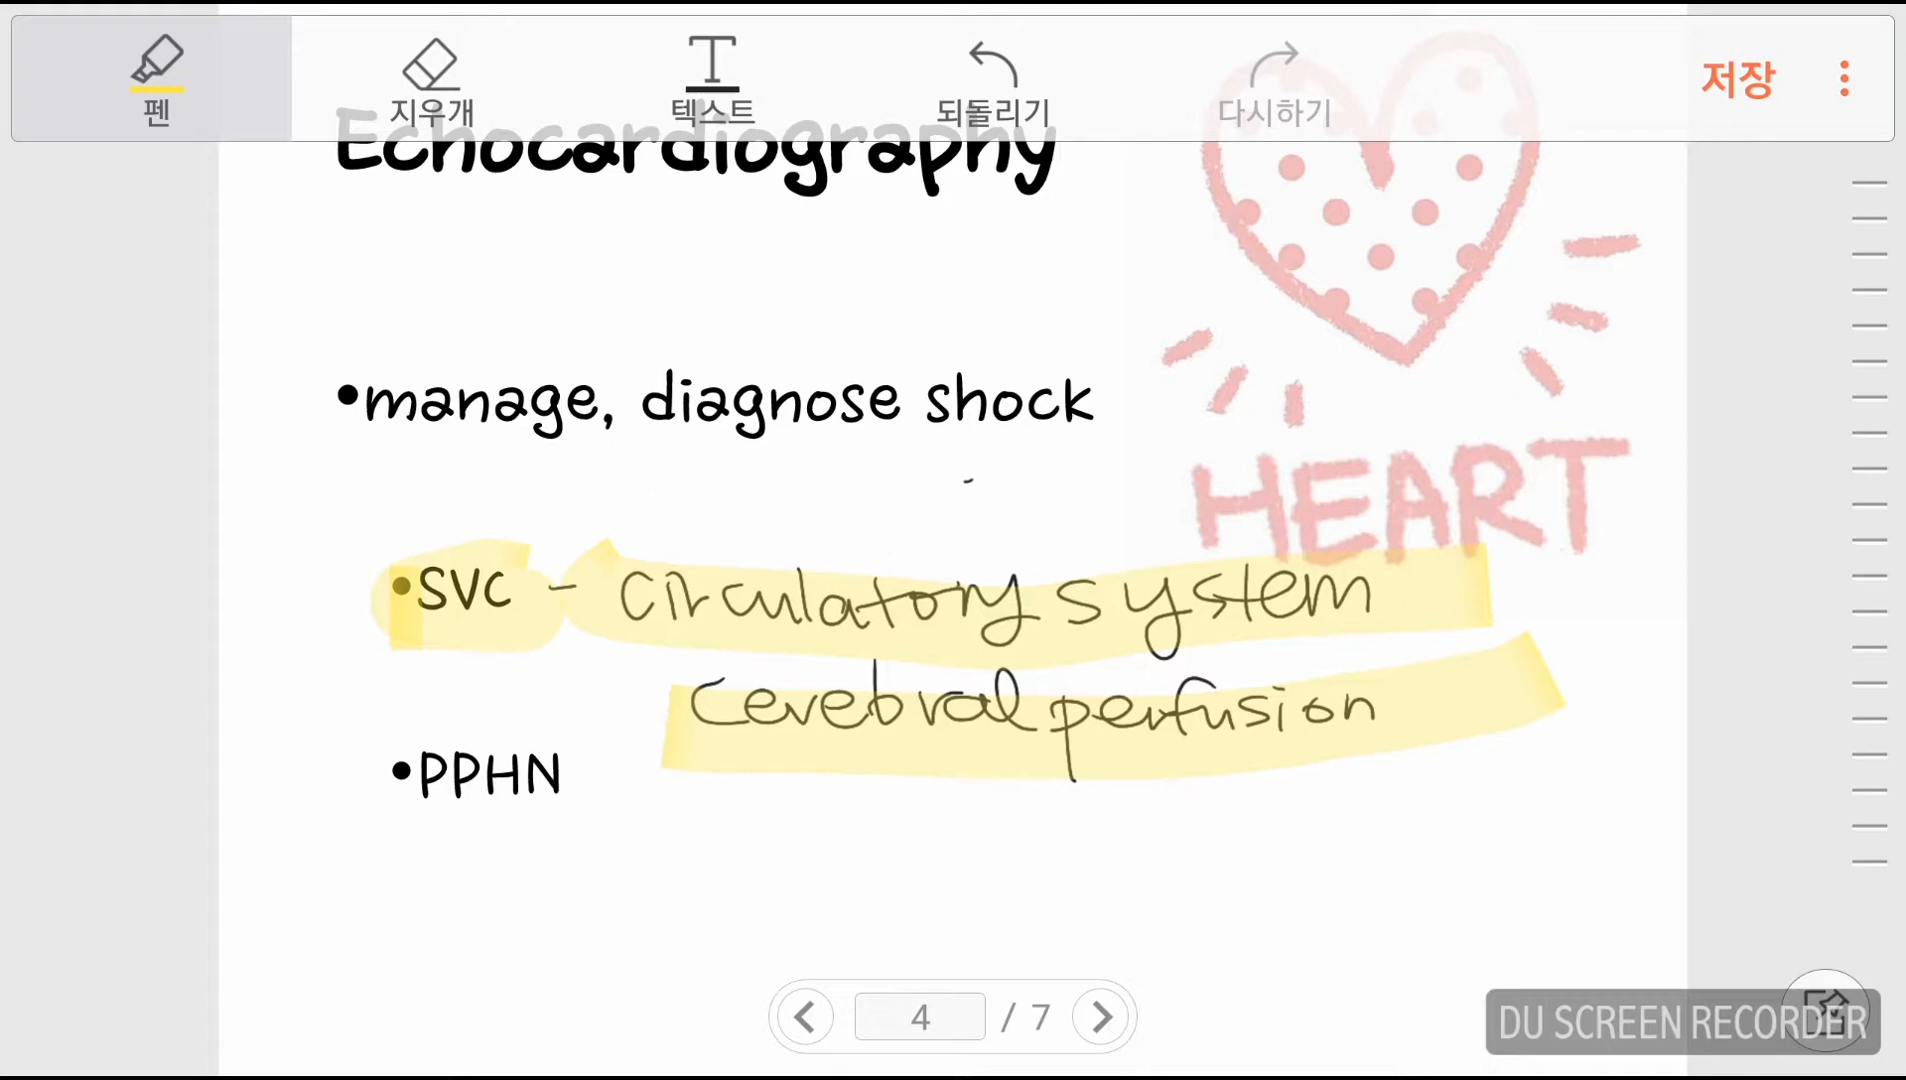 펜 지우개 텍스트 되돌리기 다시하기 저장
Echocardiography
•manage, diagnose shock
HEART
•SVC - circulatory system
cerebral perfusion
•PPHN
4 / 7
DU SCREEN RECORDER